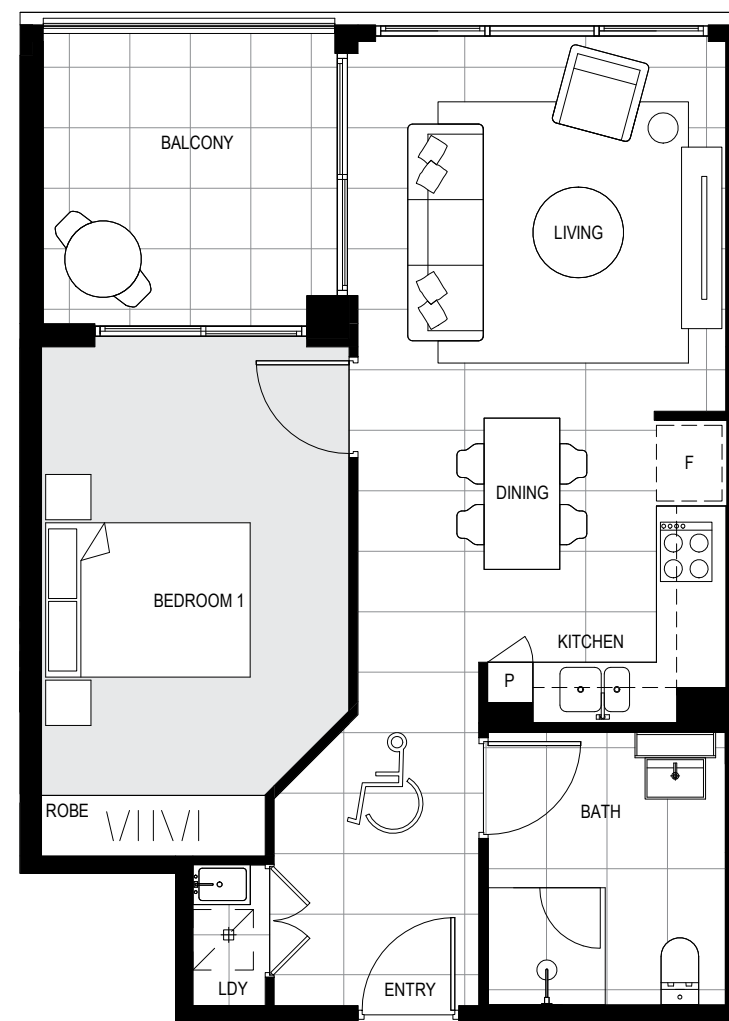 BALCONY
LIVING
F
DINING
BEDROOM 1
KITCHEN
P
ROBE
BATH
LDY
ENTRY